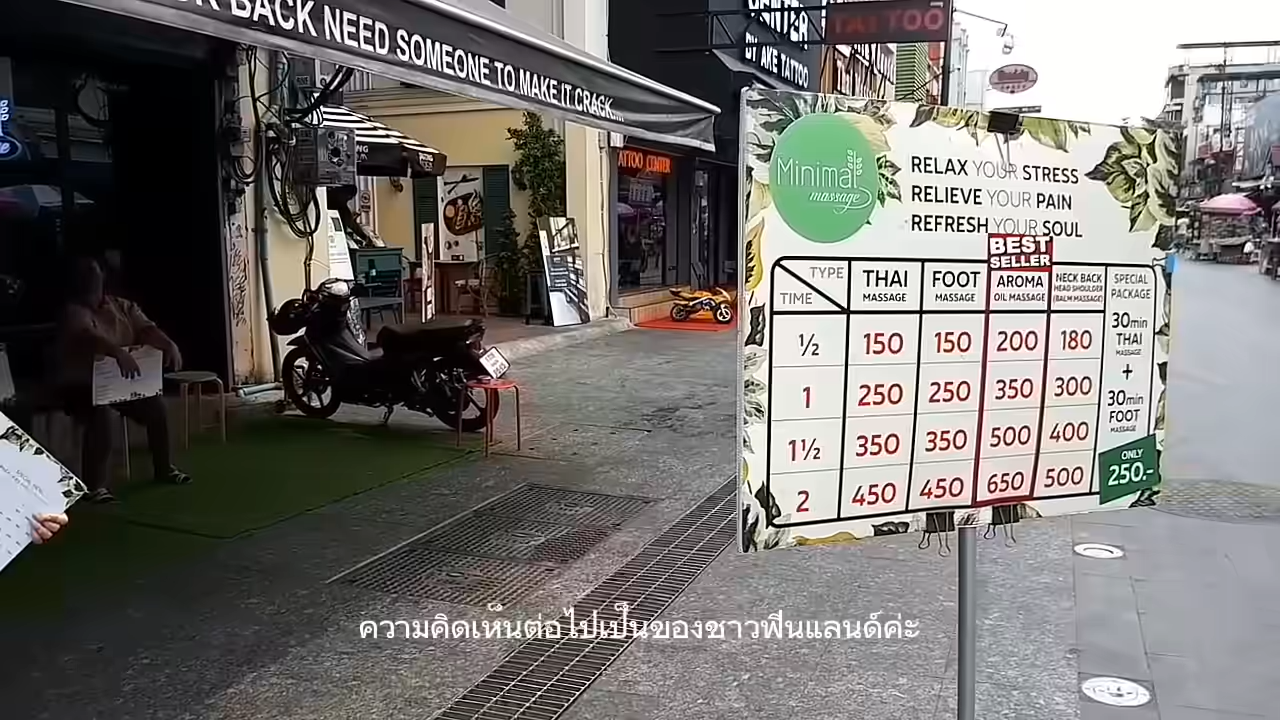 BACK NEED SOMEONE TO MAKE IT CRACK...
BY AKE TATTOO
TATTOO
TATTOO CENTER
Minimal
massage
RELAX YOUR STRESS
RELIEVE YOUR PAIN
REFRESH YOUR SOUL
BEST
SELLER
TYPE
TIME
THAI
MASSAGE
FOOT
MASSAGE
AROMA
OIL MASSAGE
NECK BACK
HEAD SHOULDER
(BALM MASSAGE)
SPECIAL
PACKAGE
½ 150 150 200 180
1 250 250 350 300
1½ 350 350 500 400
2 450 450 650 500
30min
THAI
MASSAGE
+
30min
FOOT
MASSAGE
ONLY
250.-
ความคิดเห็นต่อไปเป็นของชาวฟินแลนด์ค่ะ